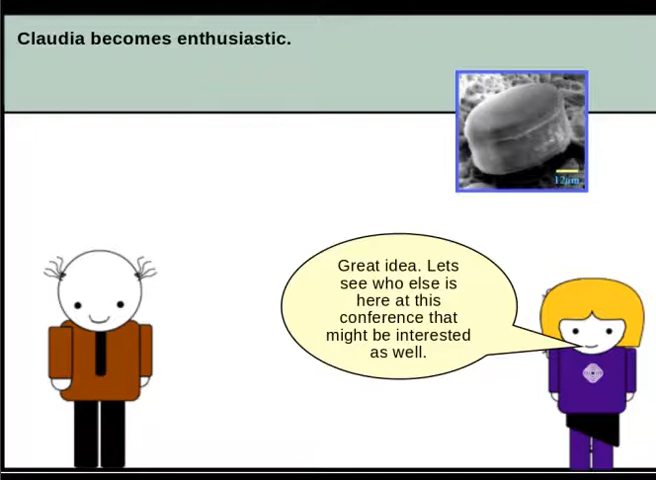 Claudia becomes enthusiastic.
12µm
Great idea. Lets
see who else is
here at this
conference that
might be interested
as well.